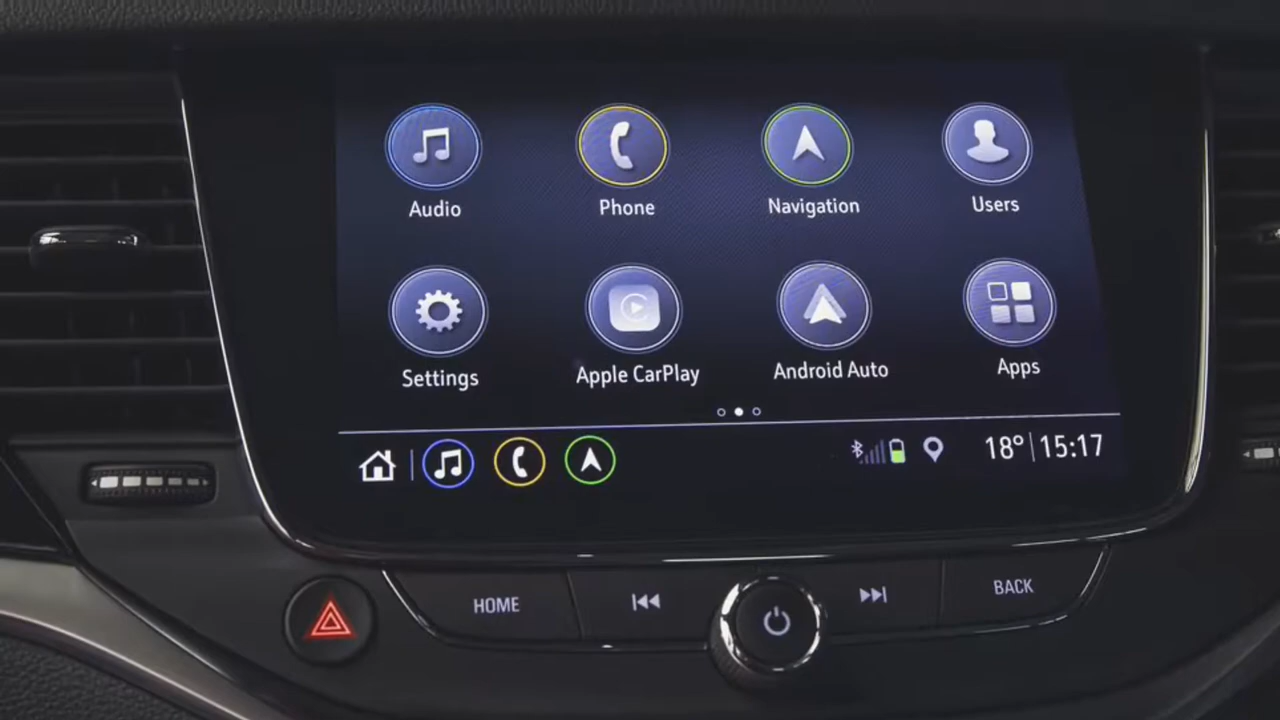 Audio Phone Navigation Users
Settings Apple CarPlay Android Auto Apps
18° 15:17
HOME BACK